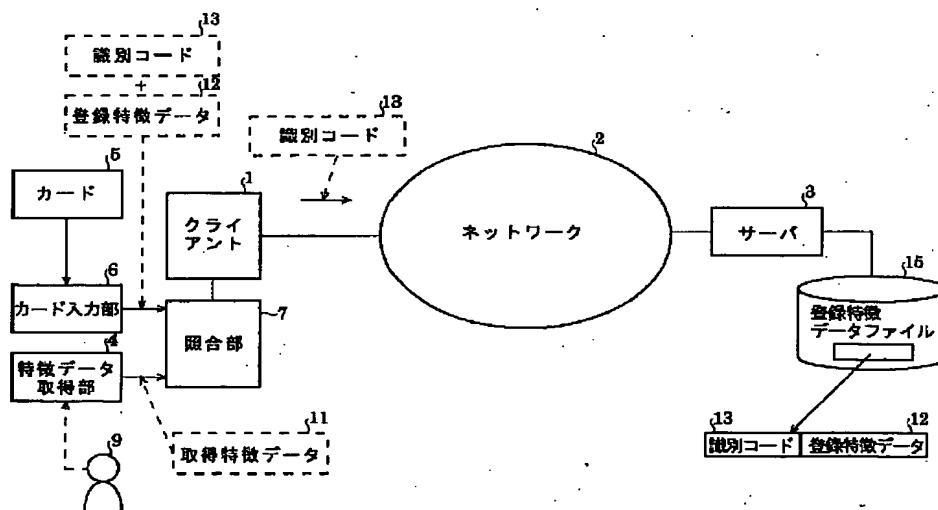 13
識別コード
+
12
登録特徴データ
13
識別コード
5
カード
1
クライ
アント
2
ネットワーク
3
サーバ
6
カード入力部
7
照合部
15
登録特徴
データファイル
4
特徴データ
取得部
11
取得特徴データ
9
13
識別コード
12
登録特徴データ